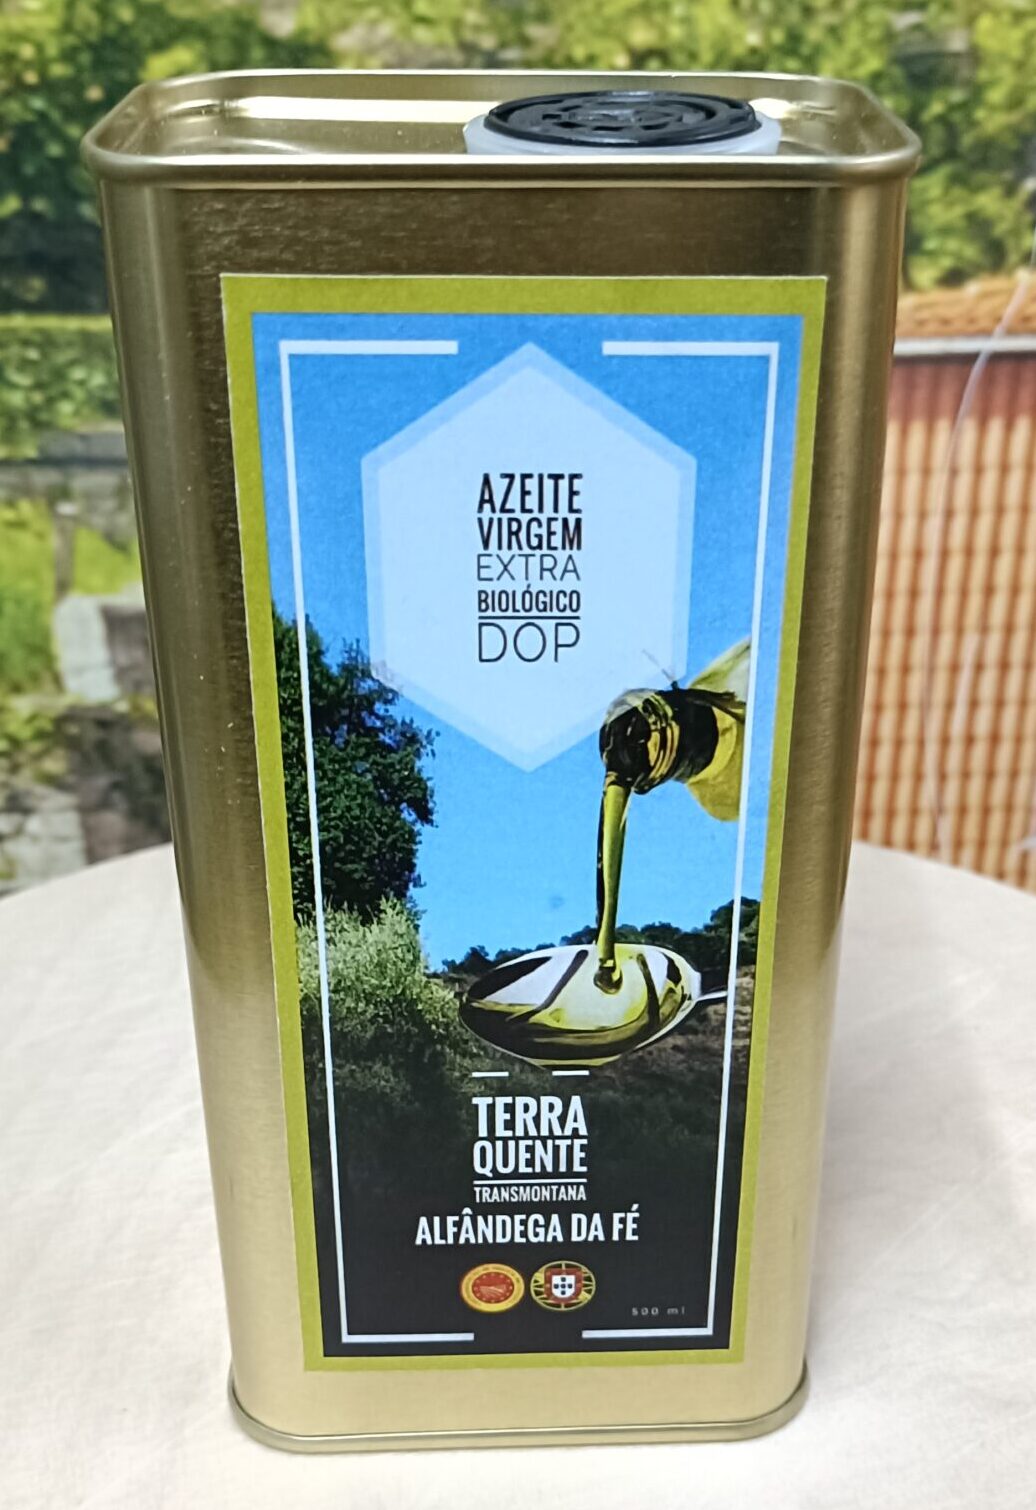 AZEITE
VIRGEM
EXTRA
BIOLÓGICO
DOP
TERRA
QUENTE
TRANSMONTANA
ALFÂNDEGA DA FÉ
500 ml